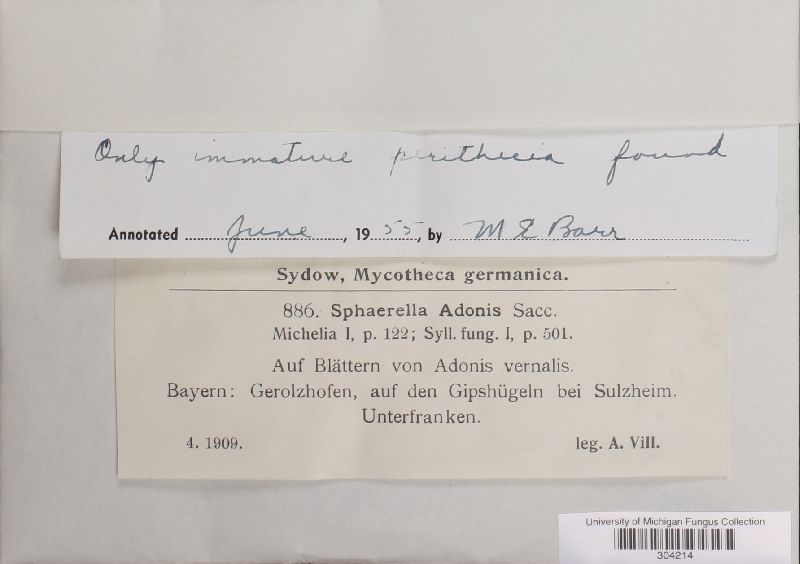 Only immature perithecia found
Annotated June, 1955, by M E Barr
Sydow, Mycotheca germanica.
886. Sphaerella Adonis Sacc.
Michelia I, p. 122; Syll. fung. I, p. 501.
Auf Blättern von Adonis vernalis.
Bayern: Gerolzhofen, auf den Gipshügeln bei Sulzheim.
Unterfranken.
4. 1909. leg. A. Vill.
University of Michigan Fungus Collection
304214